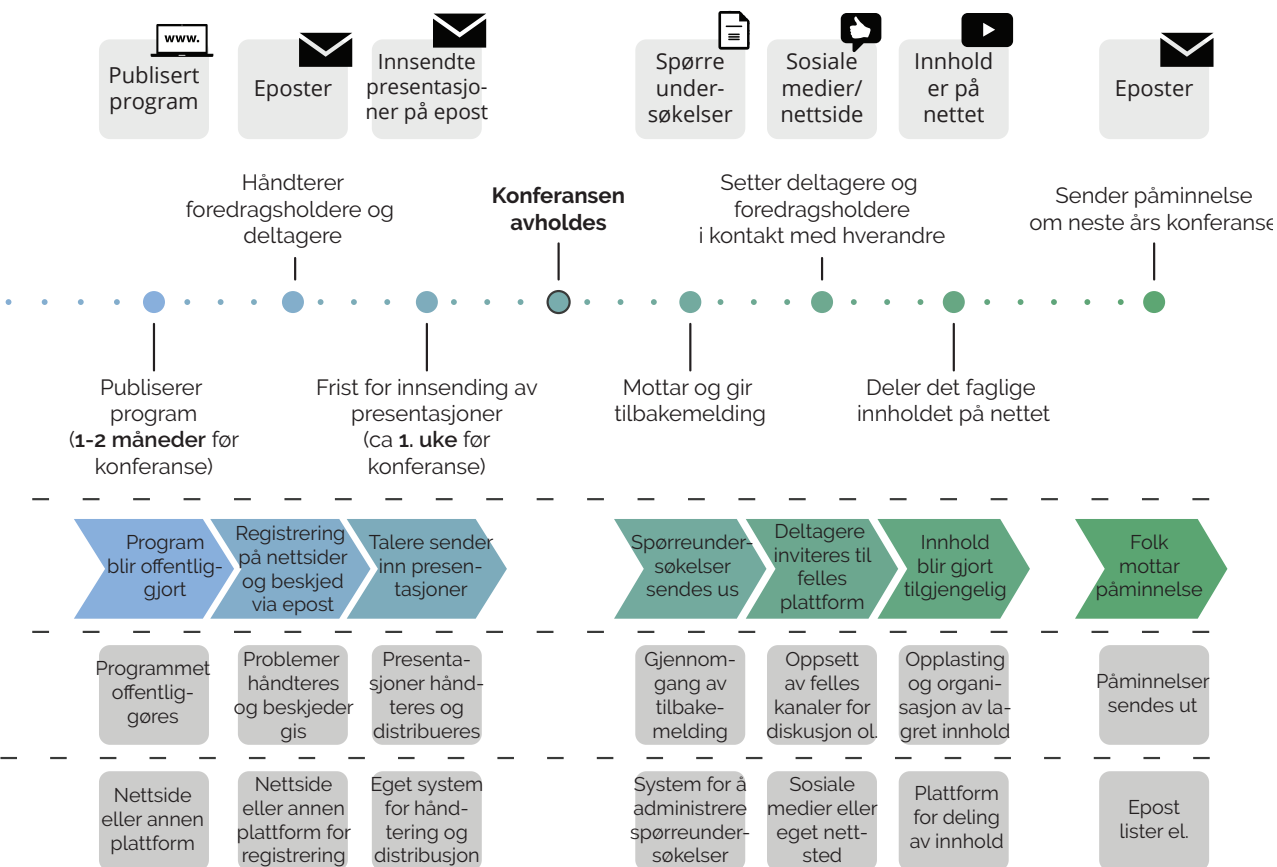 www.
Publisert
program
Eposter
Innsendte
presentasjo-
ner på epost
Spørre
under-
søkelser
Sosiale
medier/
nettside
Innhold
er på
nettet
Eposter
Håndterer
foredragsholdere og
deltagere
Konferansen
avholdes
Setter deltagere og
foredragsholdere
i kontakt med hverandre
Sender påminnelse
om neste års konferanse
Publiserer
program
(1-2 måneder før
konferanse)
Frist for innsending av
presentasjoner
(ca 1. uke før
konferanse)
Mottar og gir
tilbakemelding
Deler det faglige
innholdet på nettet
Program
blir offentlig-
gjort
Registrering
på nettsider
og beskjed
via epost
Talere sender
inn presen-
tasjoner
Spørreunder-
søkelser
sendes us
Deltagere
inviteres til
felles
plattform
Innhold
blir gjort
tilgjengelig
Folk
mottar
påminnelse
Programmet
offentlig-
gøres
Problemer
håndteres
og beskjeder
gis
Presenta-
sjoner hånd-
teres og
distribueres
Gjennom-
gang av
tilbake-
melding
Oppsett
av felles
kanaler for
diskusjon ol.
Opplasting
og organi-
sasjon av la-
gret innhold
Påminnelser
sendes ut
Nettside
eller annen
plattform
Nettside
eller annen
plattform for
registrering
Eget system
for hånd-
tering og
distribusjon
System for å
administrere
spørreunder-
søkelser
Sosiale
medier eller
eget nett-
sted
Plattform
for deling
av innhold
Epost
lister el.